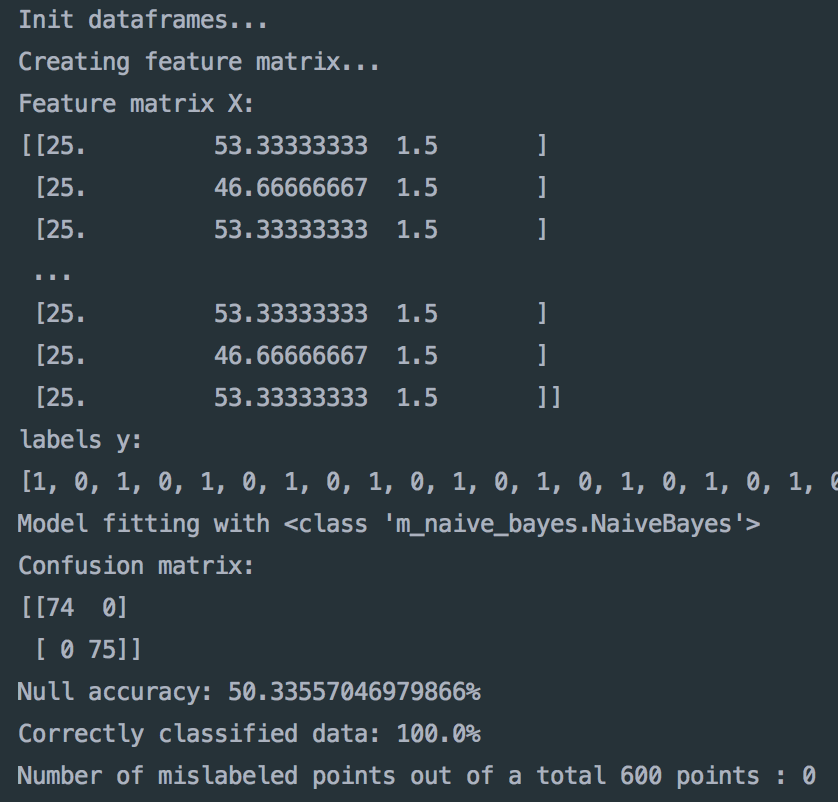 Init dataframes...
Creating feature matrix...
Feature matrix X:
[[25.         53.33333333  1.5       ]
 [25.         46.66666667  1.5       ]
 [25.         53.33333333  1.5       ]
 ...
 [25.         53.33333333  1.5       ]
 [25.         46.66666667  1.5       ]
 [25.         53.33333333  1.5       ]]
labels y:
[1, 0, 1, 0, 1, 0, 1, 0, 1, 0, 1, 0, 1, 0, 1, 0, 1, 0, 1, 0
Model fitting with <class 'm_naive_bayes.NaiveBayes'>
Confusion matrix:
[[74  0]
 [ 0 75]]
Null accuracy: 50.33557046979866%
Correctly classified data: 100.0%
Number of mislabeled points out of a total 600 points : 0